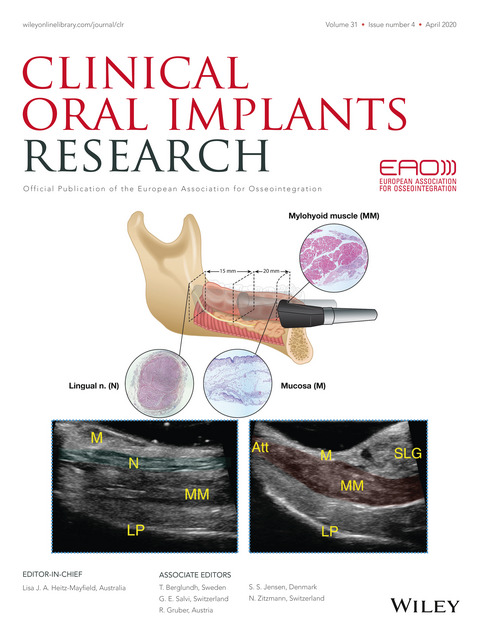 wileyonlinelibrary.com/journal/clr
Volume 31 • Issue number 4 • April 2020
CLINICAL
ORAL IMPLANTS
RESEARCH
EAO
EUROPEAN ASSOCIATION
FOR OSSEOINTEGRATION
Official Publication of the European Association for Osseointegration
Mylohyoid muscle (MM)
15 mm
20 mm
Lingual n. (N)
Mucosa (M)
M
N
MM
LP
Att
M
SLG
MM
LP
EDITOR-IN-CHIEF
Lisa J. A. Heitz-Mayfield, Australia
ASSOCIATE EDITORS
T. Berglundh, Sweden
G. E. Salvi, Switzerland
R. Gruber, Austria
S. S. Jensen, Denmark
N. Zitzmann, Switzerland
WILEY